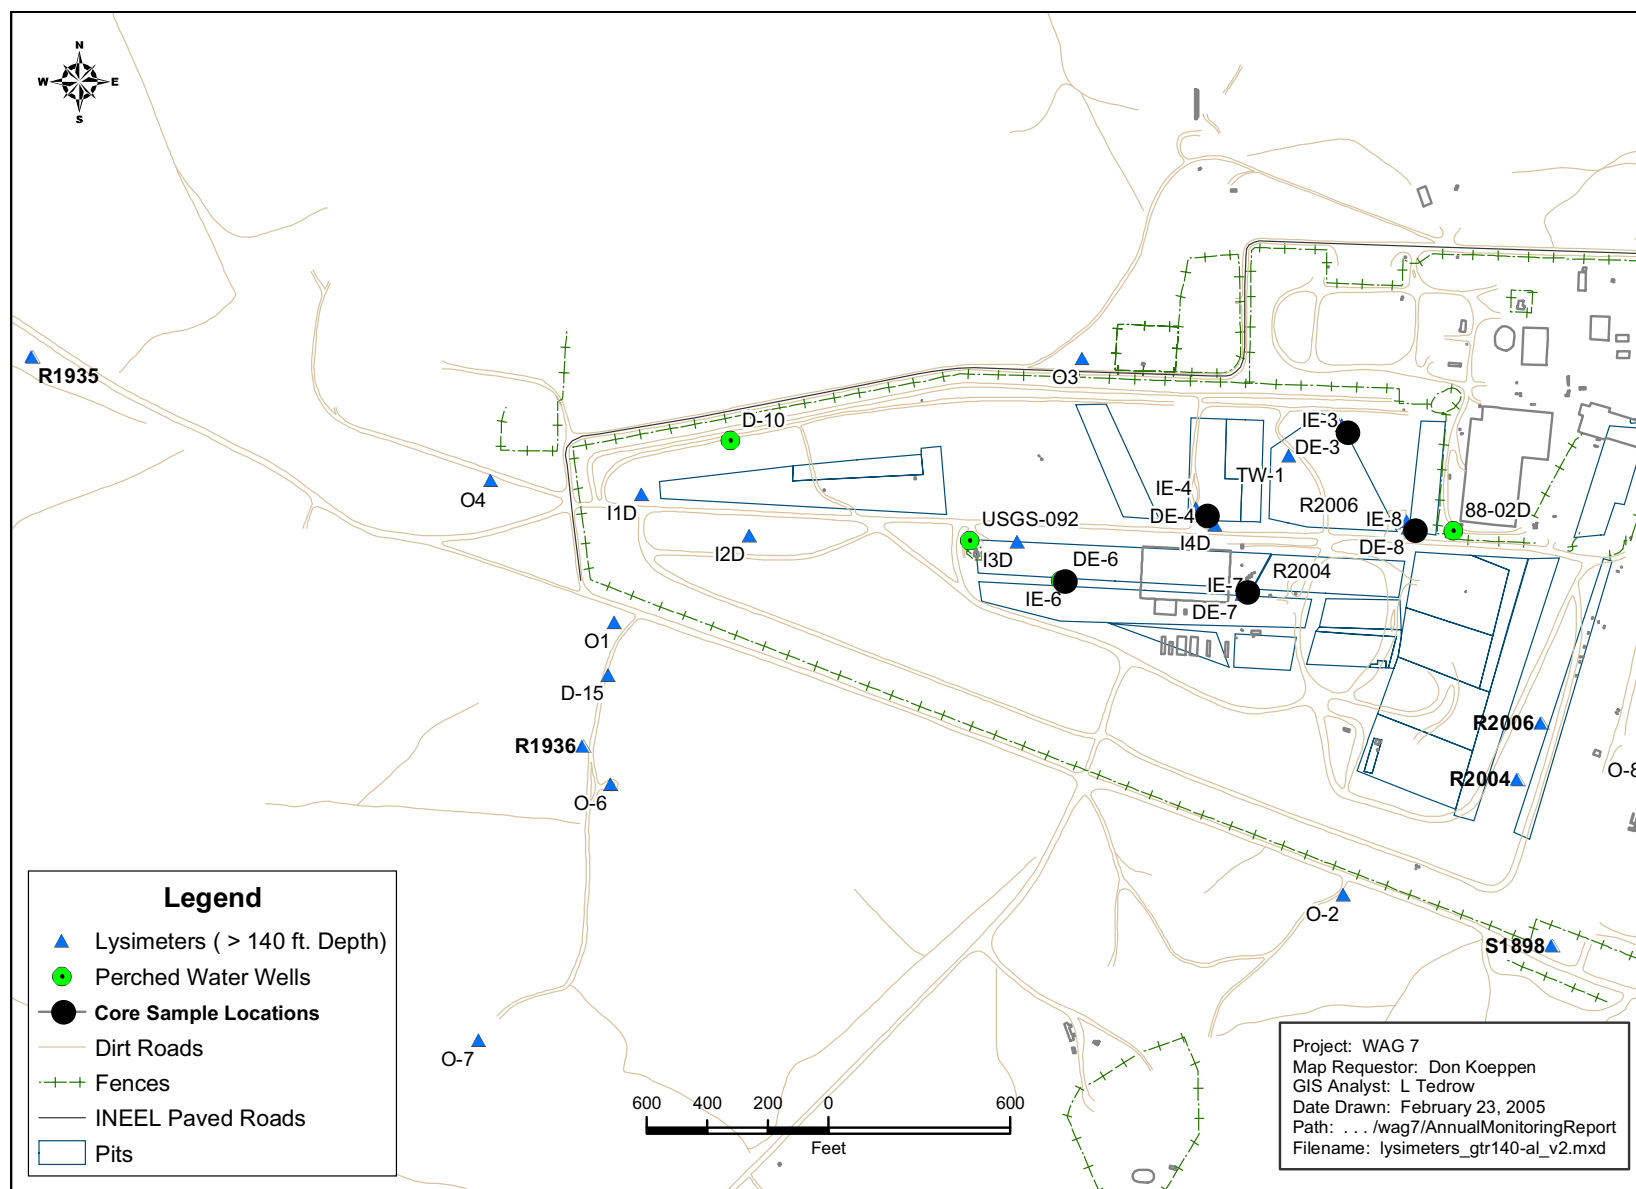 N
W E
S
R1935
O3
D-10
IE-3
DE-3
O4
I1D
IE-4
TW-1
R2006
DE-4
USGS-092
IE-8
88-02D
I2D
I3D
I4D
DE-8
DE-6
R2004
IE-6
IE-7
DE-7
O1
D-15
R1936
O-6
R2006
R2004
O-8
O-2
S1898
O-7
Legend
Lysimeters ( > 140 ft. Depth)
Perched Water Wells
Core Sample Locations
Dirt Roads
Fences
INEEL Paved Roads
Pits
600 400 200 0 600
Feet
Project: WAG 7
Map Requestor: Don Koeppen
GIS Analyst: L Tedrow
Date Drawn: February 23, 2005
Path: . . . /wag7/AnnualMonitoringReport
Filename: lysimeters_gtr140-al_v2.mxd